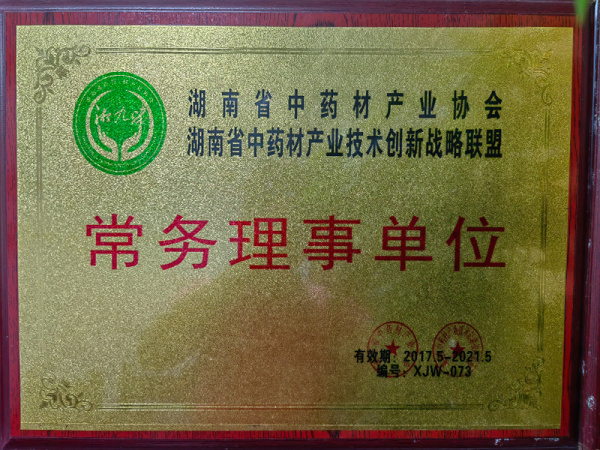 湖南省中药材产业协会
湖南省中药材产业技术创新战略联盟
常务理事单位
有效期：2017.5-2021.5
编号：XJW-073